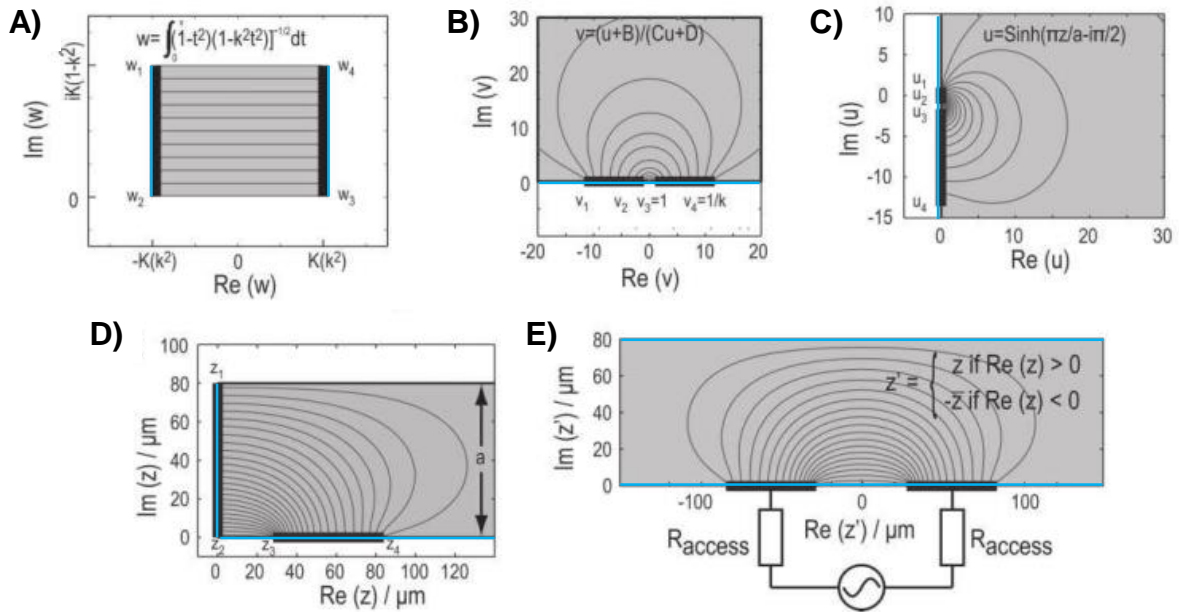 A)
w=∫₀ˣ[(1-t²)(1-k²t²)]^-1/2 dt
w₁
w₄
w₂
w₃
iK(1-k²)
0
Im (w)
-K(k²)
0
K(k²)
Re (w)
B)
v=(u+B)/(Cu+D)
30
20
10
0
Im (v)
v₁
v₂
v₃=1
v₄=1/k
-20
-10
0
10
20
Re (v)
C)
u=Sinh(πz/a-iπ/2)
10
5
0
-5
-10
-15
u₁
u₂
u₃
u₄
Im (u)
0
10
20
30
Re (u)
D)
100
80
60
40
20
0
Im (z) / µm
z₁
z₂
z₃
z₄
a
0
20
40
60
80
100
120
Re (z) / µm
E)
80
60
40
20
0
Im (z') / µm
z' = { z if Re (z) > 0
-z̄ if Re (z) < 0
-100
0
100
Re (z') / µm
Raccess
Raccess